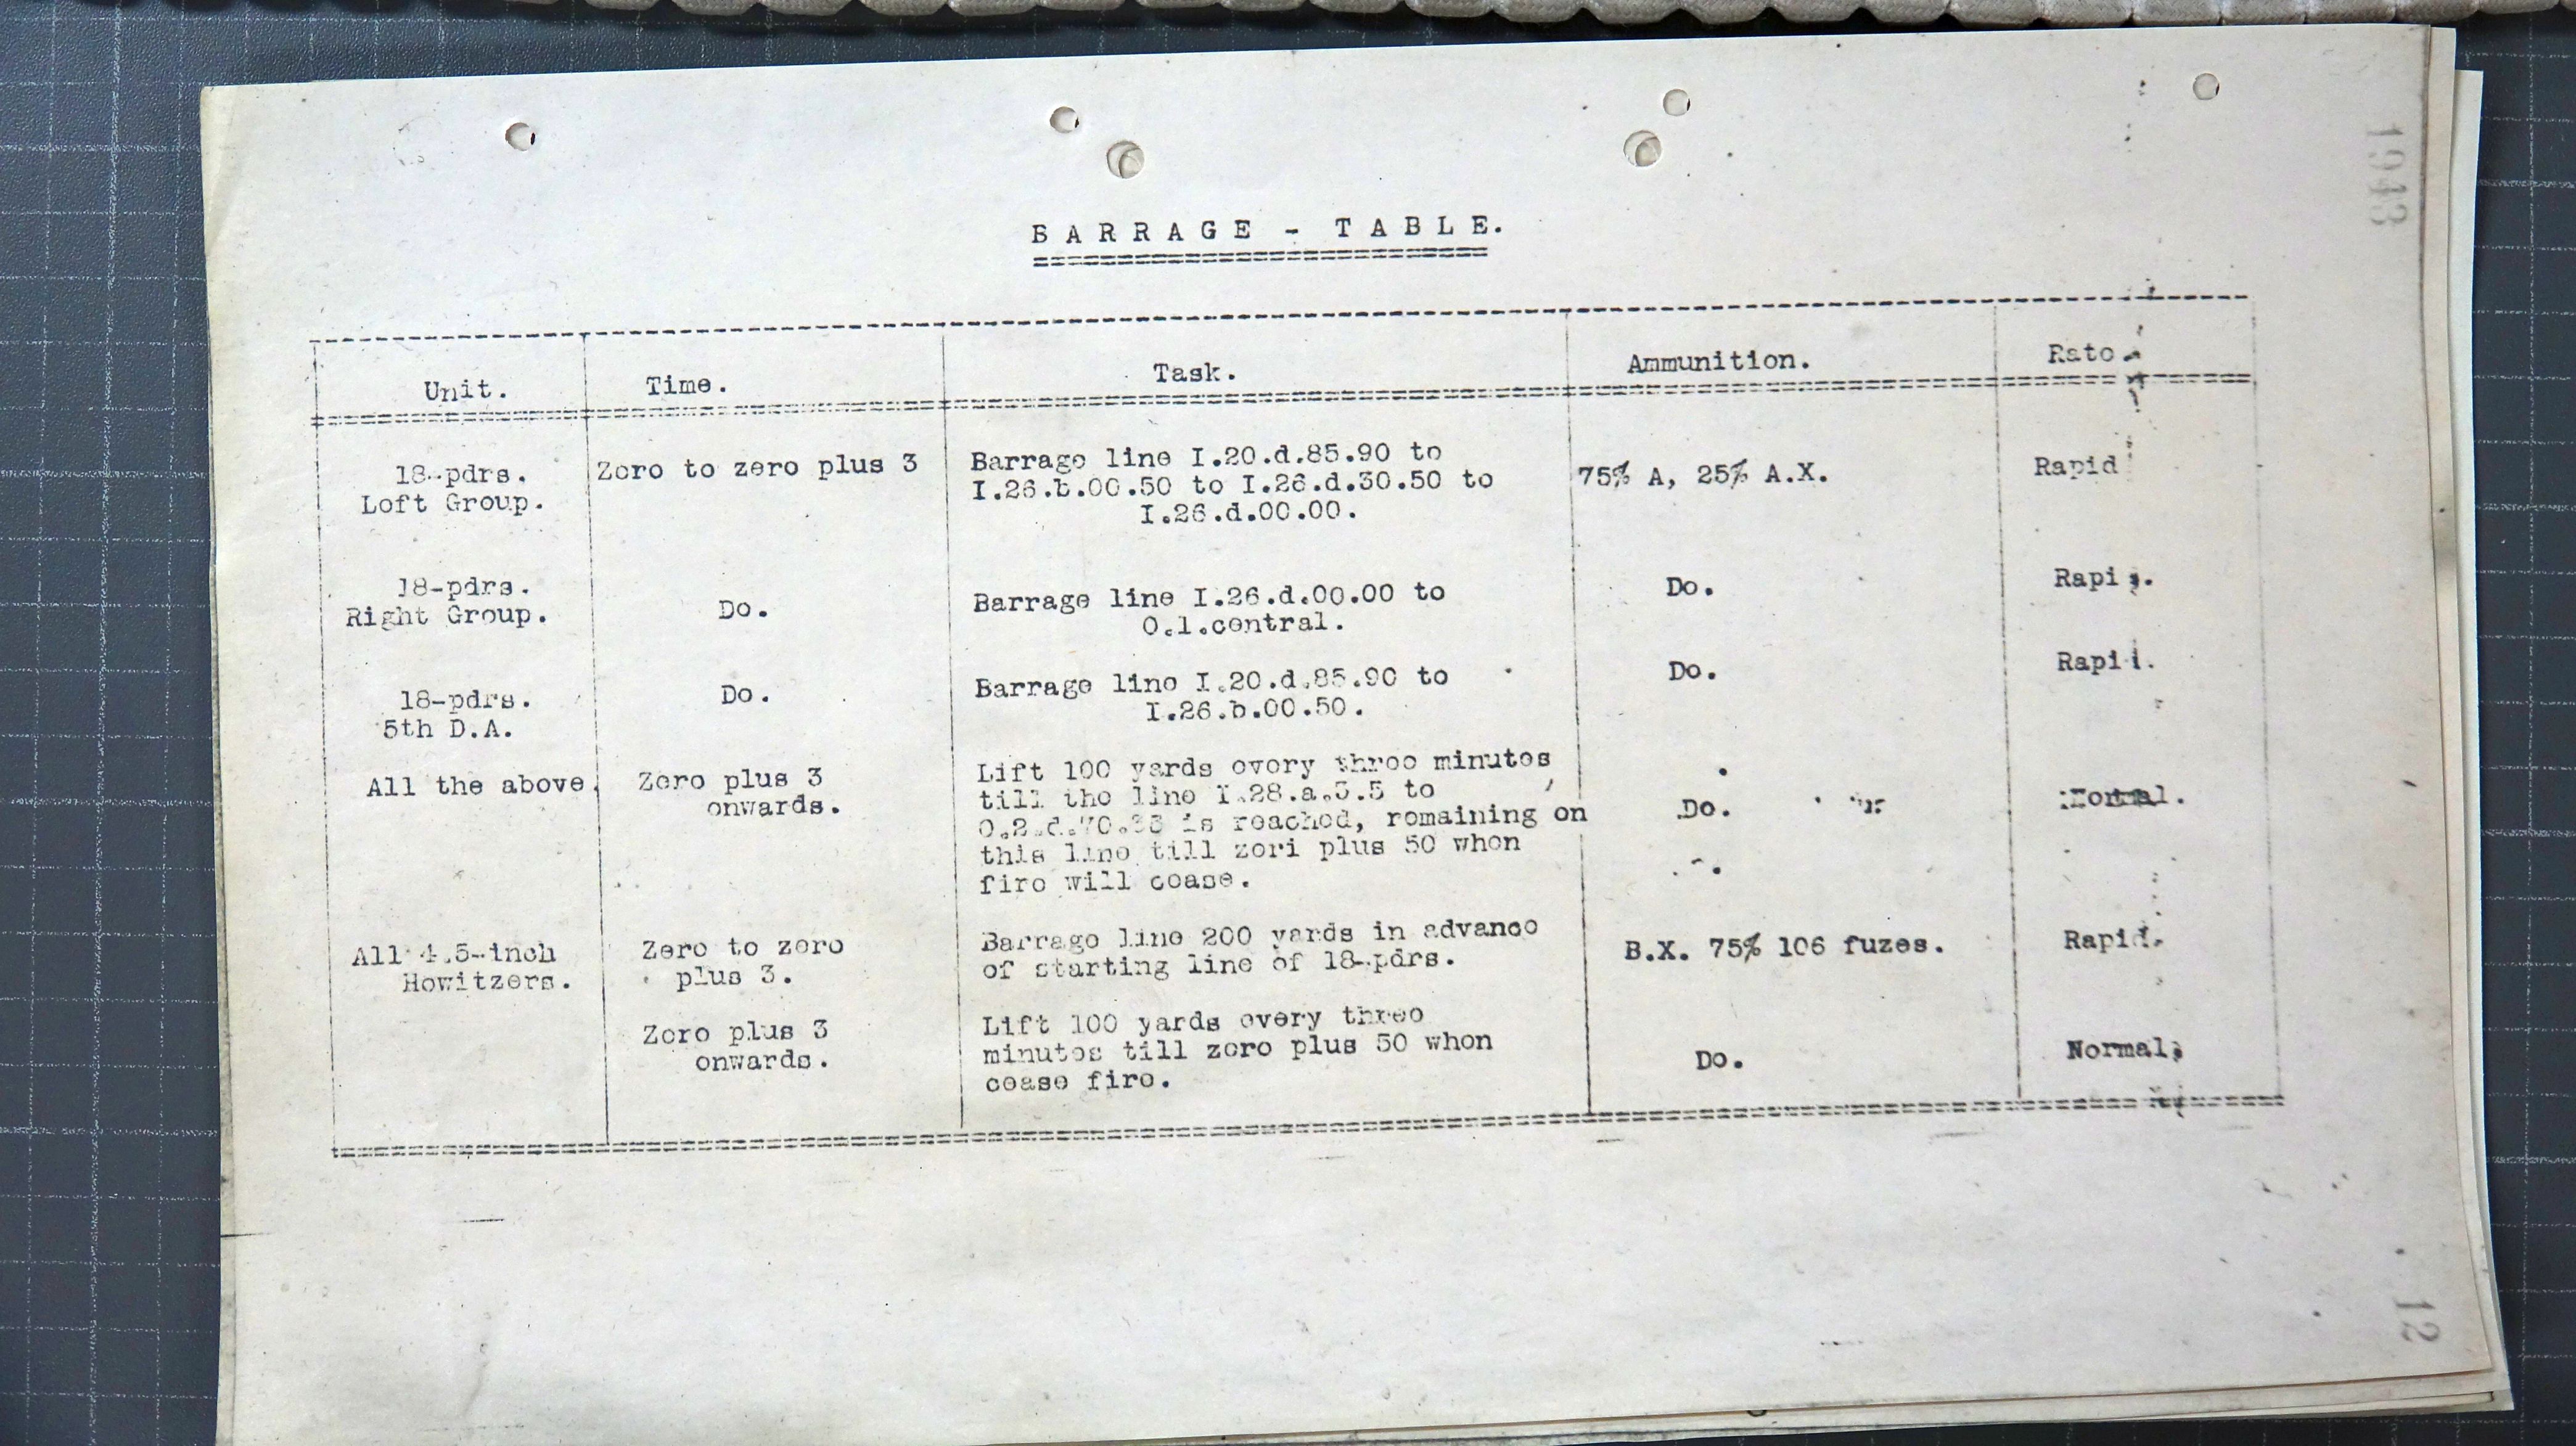 BARRAGE - TABLE.
Unit. Time. Task. Ammunition. Rate.
18-pdrs. Left Group. Zero to zero plus 3 Barrage line I.20.d.85.90 to
I.26.b.00.50 to I.26.d.30.50 to
I.26.d.00.00. 75% A, 25% A.X. Rapid
18-pdrs.
Right Group. Do. Barrage line I.26.d.00.00 to
O.1.central. Do. Rapid.
18-pdrs.
5th D.A. Do. Barrage line I.20.d.85.90 to
I.26.b.00.50. Do. Rapid.
All the above. Zero plus 3
onwards. Lift 100 yards every three minutes
till the line I.28.a.3.5 to
is reached, remaining on
this line till zori plus 50 when
fire will cease. Do. Normal.
All 4.5-inch
Howitzers. Zero to zero
plus 3. Barrage line 200 yards in advance
of starting line of 18-pdrs. B.X. 75% 106 fuzes. Rapid.
Zero plus 3
onwards. Lift 100 yards every three
minutes till zero plus 50 when
cease fire. Do. Normal.
1943
12